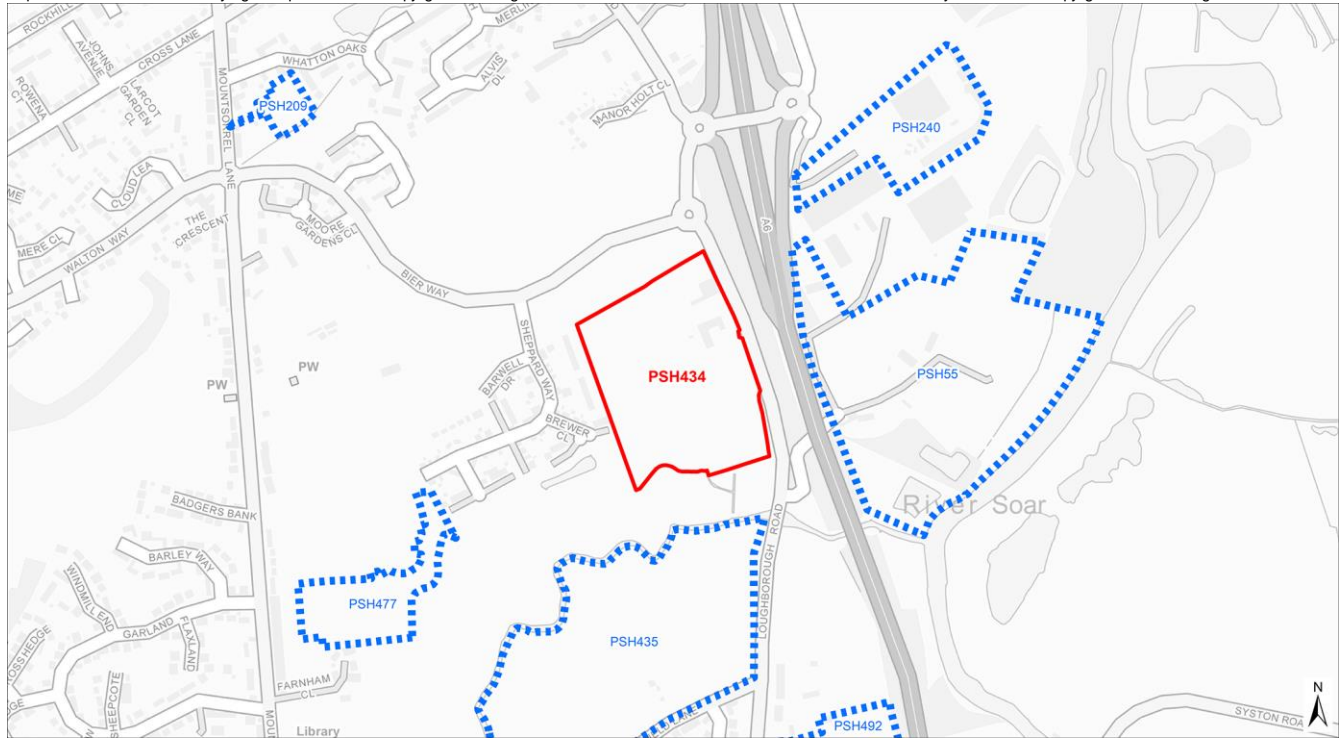 ROCKHILL
MERLIN
CROSS LANE
JOHNS
AVENUE
WHATTON OAKS
ROWENA
CT
LARCOT
GARDEN
CL
MOUNTSORREL LANE
ALVIS
DL
PSH209
MANOR HOLT CL
PSH240
CLOUD LEA
THE
CRESCENT
MOORE
GARDENS CL
A6
MERE CL
WALTON WAY
BIER WAY
SHEPPARD WAY
PW
PW
BARWELL
DR
PSH434
PSH55
BREWER
CL
River Soar
BADGERS BANK
LOUGHBOROUGH ROAD
BARLEY WAY
WINDMILL END
PSH477
GARLAND
FLAXLAND
PSH435
FARNHAM
CL
N
SYSTON ROA
PSH492
Library